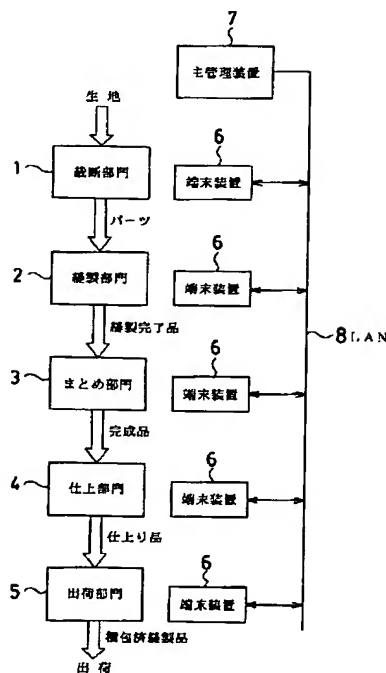 7
主管理装置
生地
1
裁断部門
6
端末装置
パーツ
2
縫製部門
6
端末装置
縫製完了品
8 LAN
3
まとめ部門
6
端末装置
完成品
4
仕上部門
6
端末装置
仕上り品
5
出荷部門
6
端末装置
梱包済縫製品
出荷